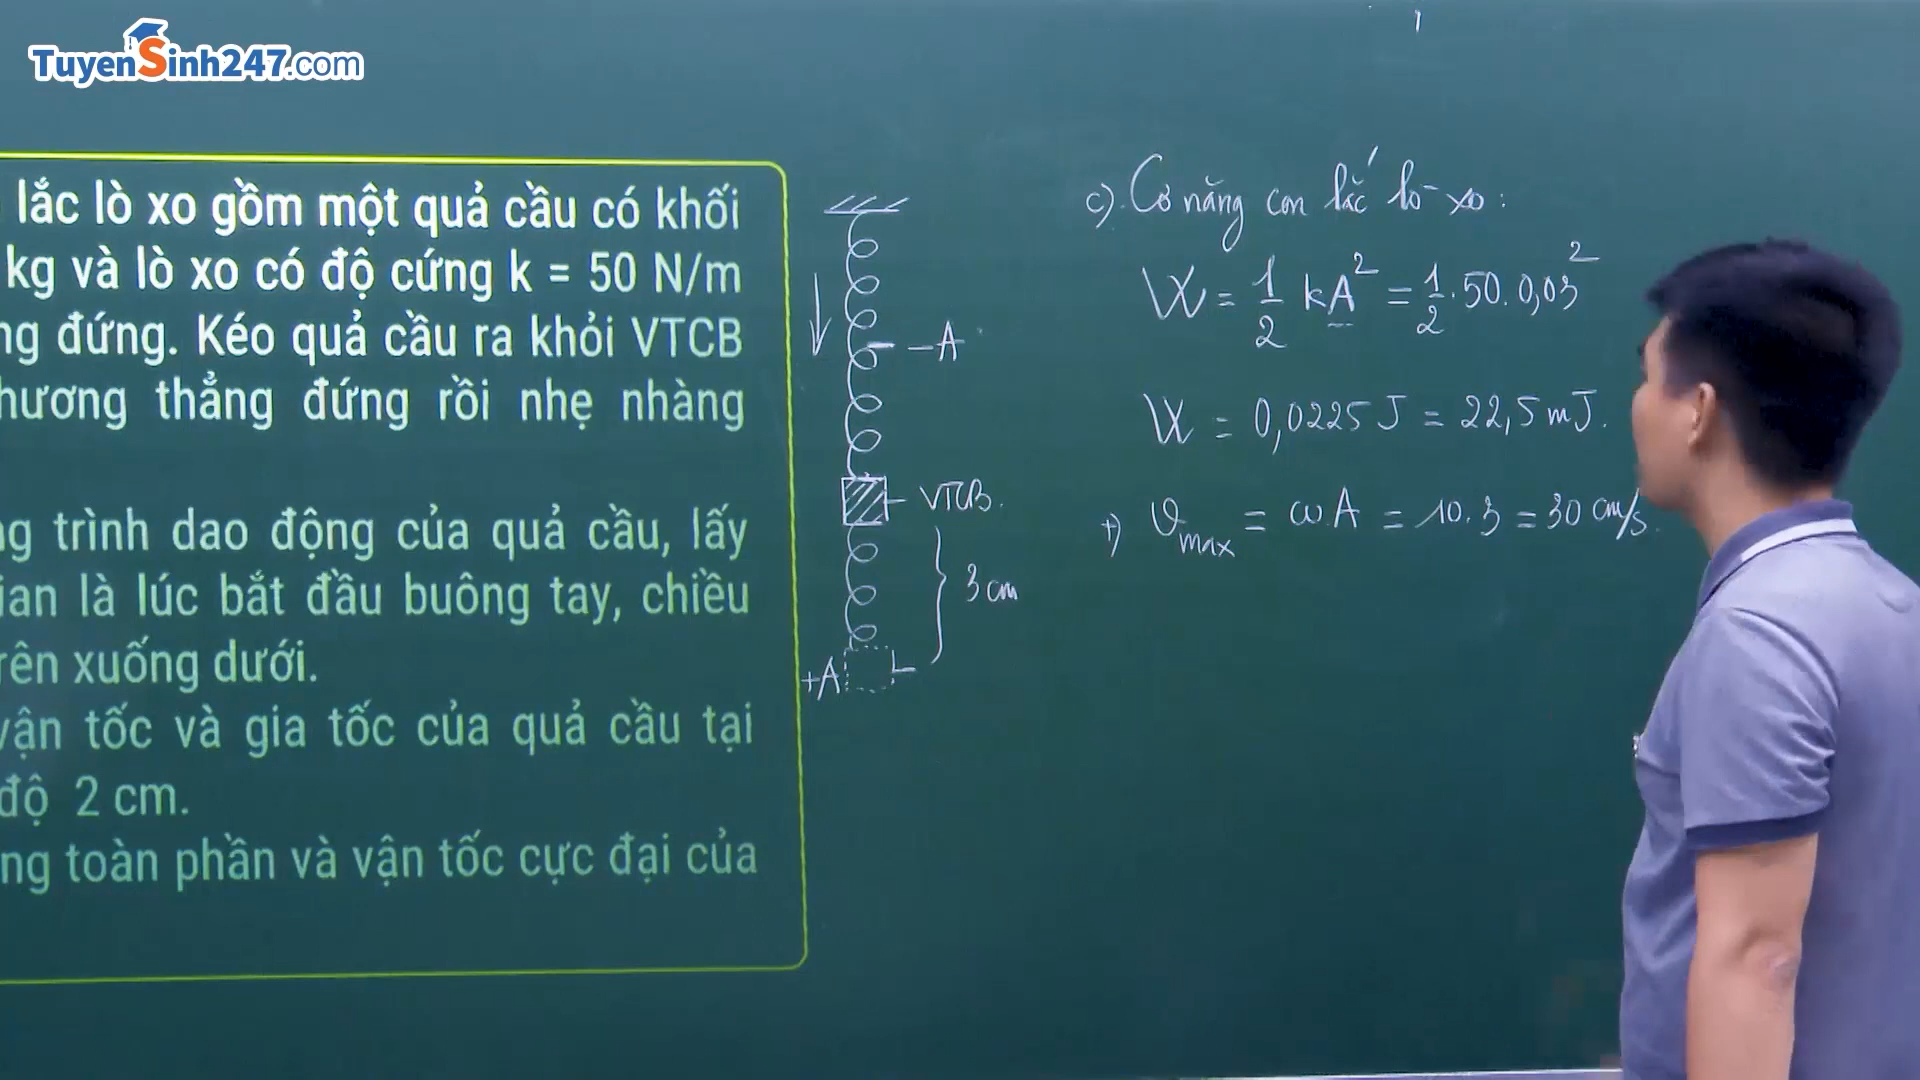 TuyenSinh247.com
lắc lò xo gồm một quả cầu có khối
kg và lò xo có độ cứng k = 50 N/m
ng đứng. Kéo quả cầu ra khỏi VTCB
hương thẳng đứng rồi nhẹ nhàng
ng trình dao động của quả cầu, lấy
ian là lúc bắt đầu buông tay, chiều
rên xuống dưới.
vận tốc và gia tốc của quả cầu tại
độ 2 cm.
ng toàn phần và vận tốc cực đại của
-A
VTCB.
3 cm
+A
c). Cơ năng con lắc lò xo:
W = 1/2 kA² = 1/2 . 50. 0,03²
W = 0,0225 J = 22,5 mJ.
+) v max = ω.A = 10.3 = 30 cm/s.